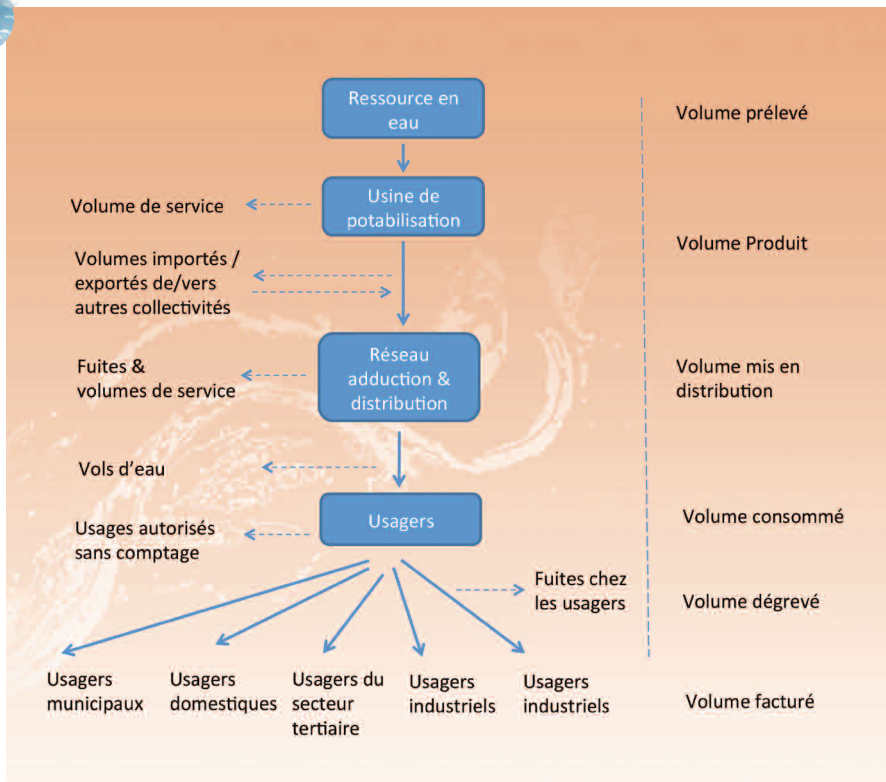 Ressource en
eau
Volume prélevé
Usine de
potabilisation
Volume de service
Volume Produit
Volumes importés /
exportés de/vers
autres collectivités
Réseau
adduction &
distribution
Fuites &
volumes de service
Volume mis en
distribution
Vols d’eau
Usagers
Volume consommé
Usages autorisés
sans comptage
Fuites chez
les usagers
Volume dégrevé
Usagers
municipaux
Usagers
domestiques
Usagers du
secteur
tertiaire
Usagers
industriels
Usagers
industriels
Volume facturé